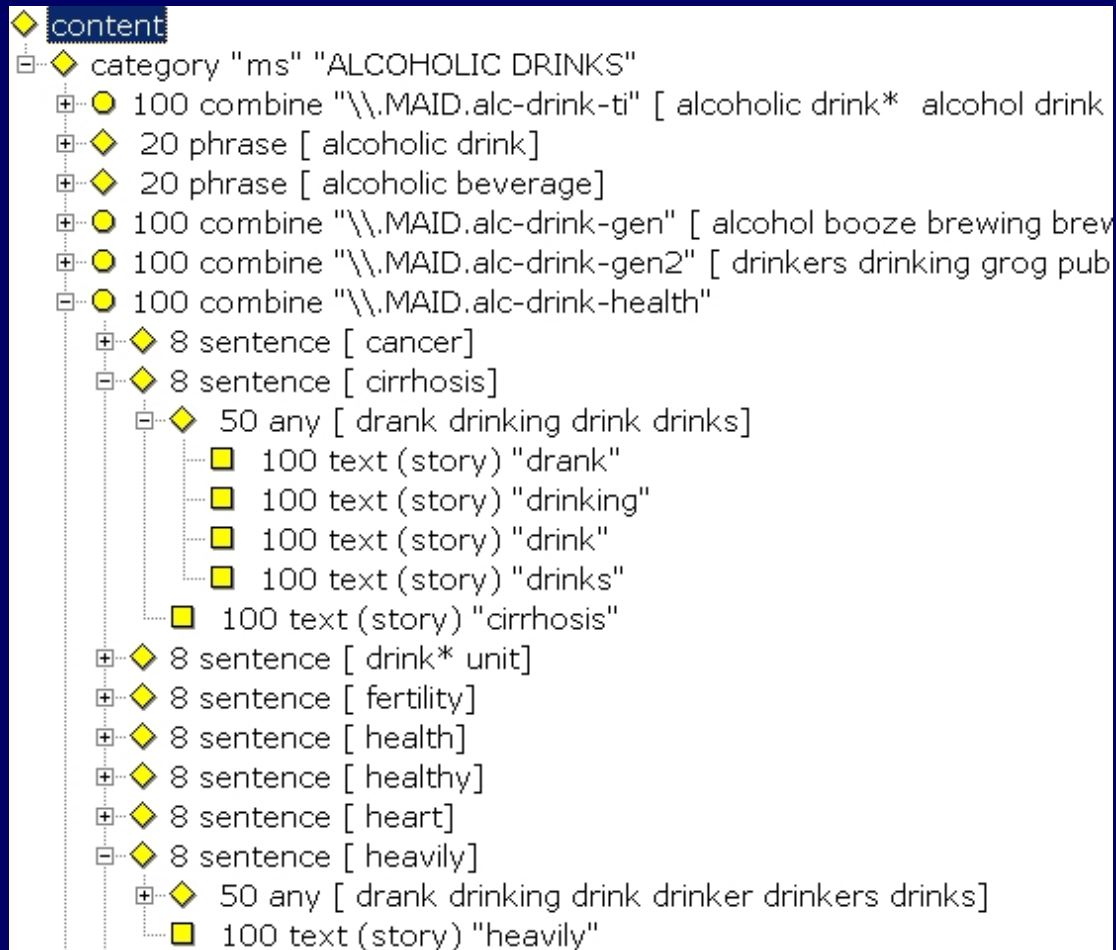 content
category "ms" "ALCOHOLIC DRINKS"
100 combine "\\.MAID.alc-drink-ti" [ alcoholic drink* alcohol drink
20 phrase [ alcoholic drink]
20 phrase [ alcoholic beverage]
100 combine "\\.MAID.alc-drink-gen" [ alcohol booze brewing brew
100 combine "\\.MAID.alc-drink-gen2" [ drinkers drinking grog pub
100 combine "\\.MAID.alc-drink-health"
8 sentence [ cancer]
8 sentence [ cirrhosis]
50 any [ drank drinking drink drinks]
100 text (story) "drank"
100 text (story) "drinking"
100 text (story) "drink"
100 text (story) "drinks"
100 text (story) "cirrhosis"
8 sentence [ drink* unit]
8 sentence [ fertility]
8 sentence [ health]
8 sentence [ healthy]
8 sentence [ heart]
8 sentence [ heavily]
50 any [ drank drinking drink drinker drinkers drinks]
100 text (story) "heavily"